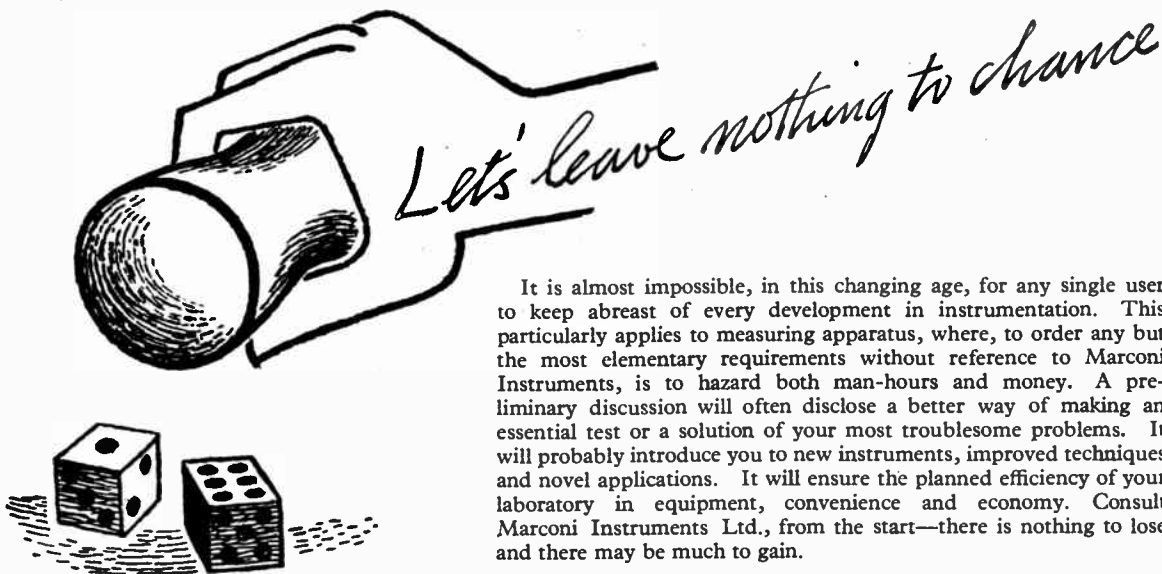 Let's leave nothing to chance
It is almost impossible, in this changing age, for any single user
to keep abreast of every development in instrumentation. This
particularly applies to measuring apparatus, where, to order any but
the most elementary requirements without reference to Marconi
Instruments, is to hazard both man-hours and money. A pre-
liminary discussion will often disclose a better way of making an
essential test or a solution of your most troublesome problems. It
will probably introduce you to new instruments, improved techniques
and novel applications. It will ensure the planned efficiency of your
laboratory in equipment, convenience and economy. Consult
Marconi Instruments Ltd., from the start—there is nothing to lose
and there may be much to gain.